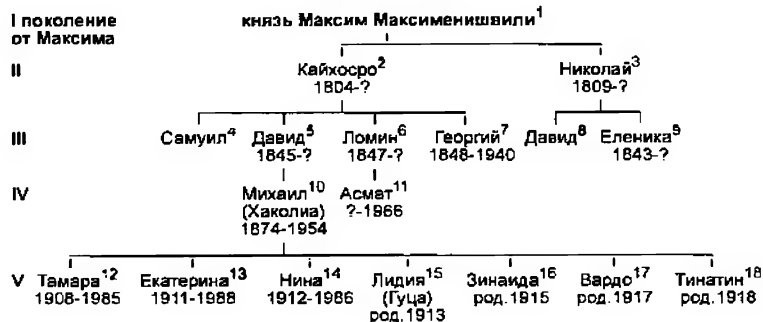 I поколение князь Максим Максименишвили1
от Максима
II Кайхосро2 Николай3
1804-? 1809-?
III Самуил4 Давид5 Ломин6 Георгий7 Давид8 Еленика9
1845-? 1847-? 1848-1940 1843-?
IV Михаил10 Асмат11
(Хаколиа) ?-1966
1874-1954
V Тамара12 Екатерина13 Нина14 Лидия15 Зинаида16 Вардо17 Тинатин18
1908-1985 1911-1988 1912-1986 (Гуца) род.1915 род.1917 род.1918
род.1913